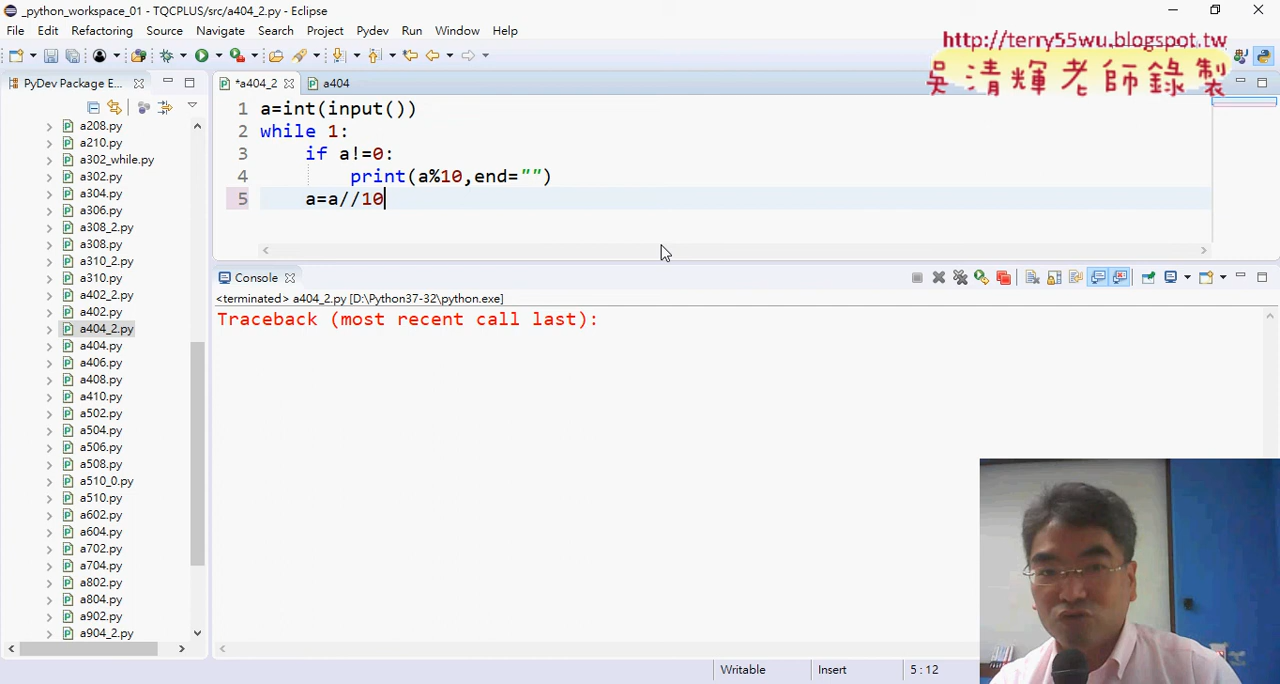 _python_workspace_01 - TQCPLUS/src/a404_2.py - Eclipse
File Edit Refactoring Source Navigate Search Project Pydev Run Window Help
http://terry55wu.blogspot.tw
吳清輝老師錄製
PyDev Package E...
*a404_2
a404
a208.py
a210.py
a302_while.py
a302.py
a304.py
a306.py
a308_2.py
a308.py
a310_2.py
a310.py
a402_2.py
a402.py
a404_2.py
a404.py
a406.py
a408.py
a410.py
a502.py
a504.py
a506.py
a508.py
a510_0.py
a510.py
a602.py
a604.py
a702.py
a704.py
a802.py
a804.py
a902.py
a904_2.py
1 a=int(input())
2 while 1:
3 if a!=0:
4 print(a%10,end="")
5 a=a//10
Console
<terminated> a404_2.py [D:\Python37-32\python.exe]
Traceback (most recent call last):
Writable Insert 5 : 12